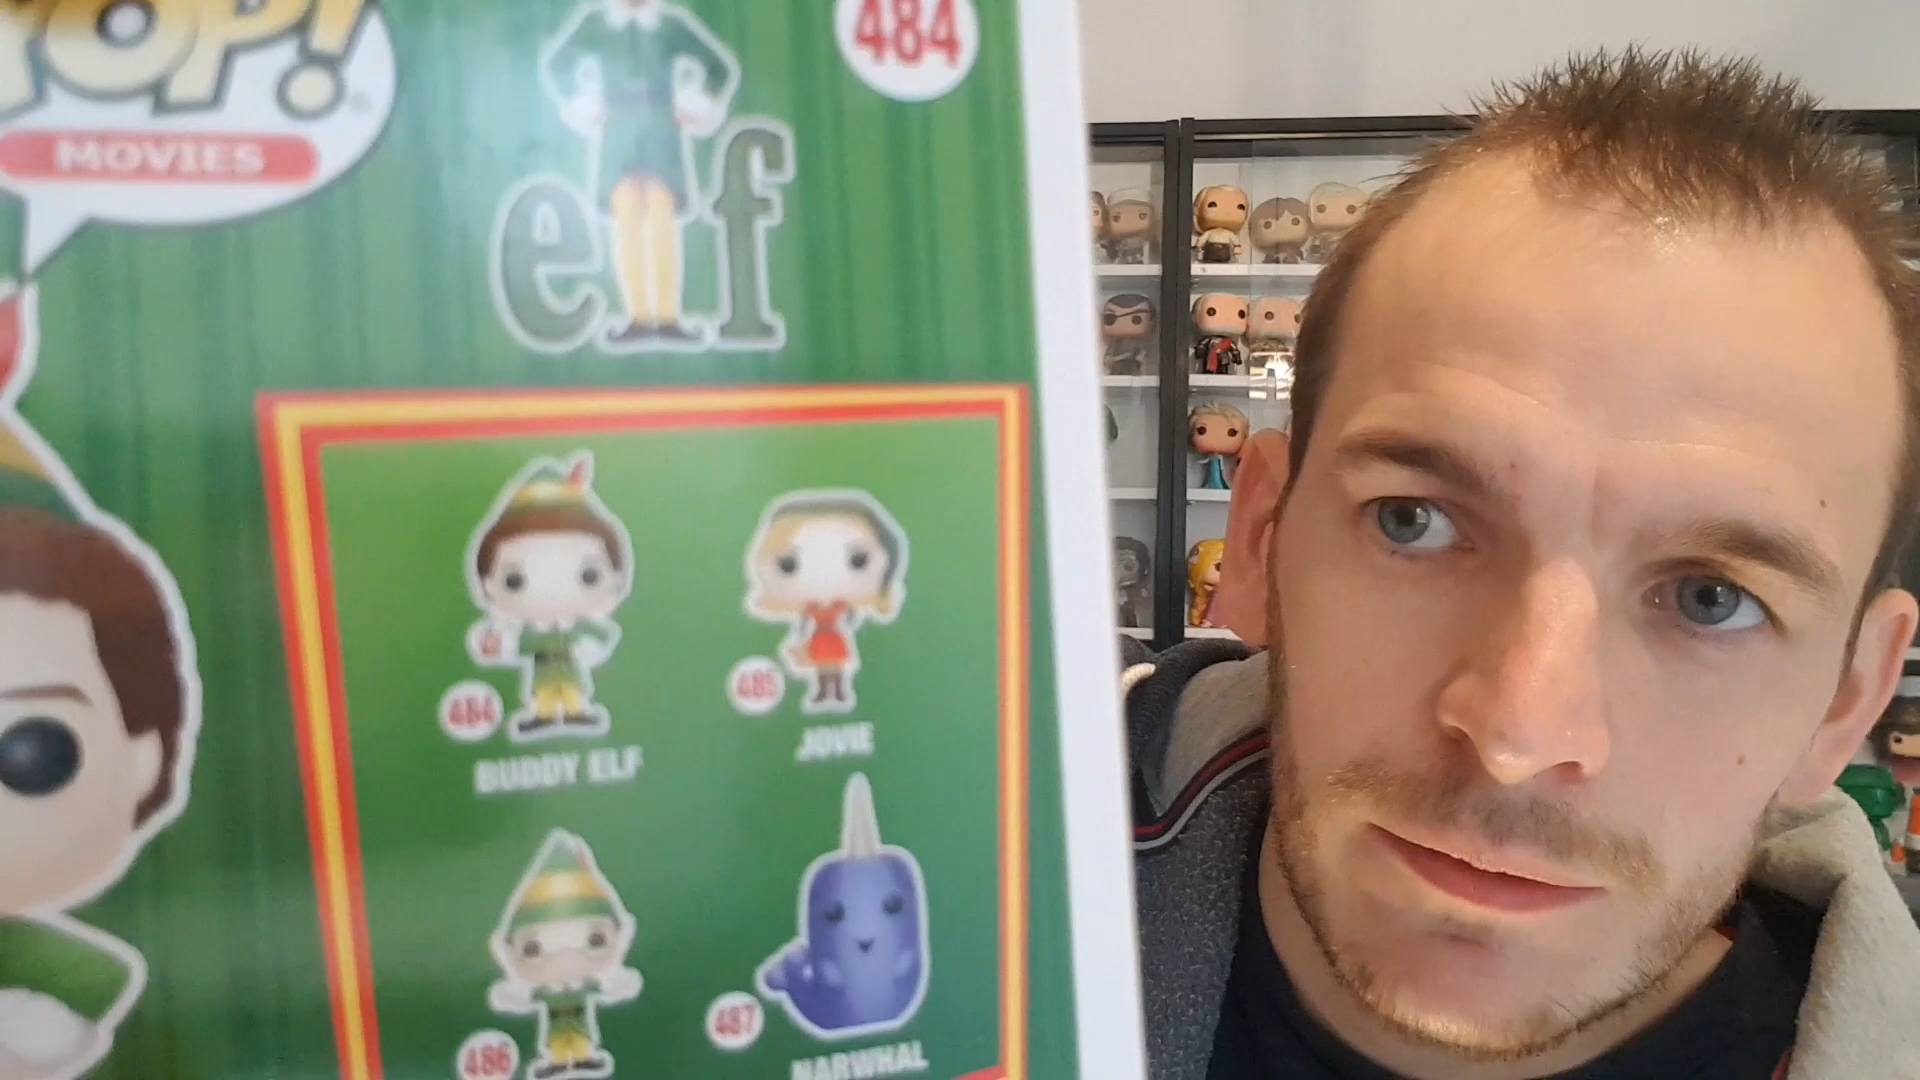 POP!
484
MOVIES
elf
484
BUDDY ELF
485
JOVIE
486
487
NARWHAL